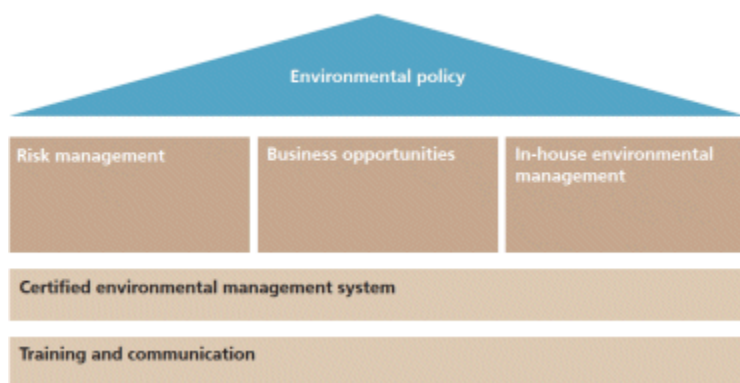 Environmental policy
Risk management
Business opportunities
In-house environmental
management
Certified environmental management system
Training and communication